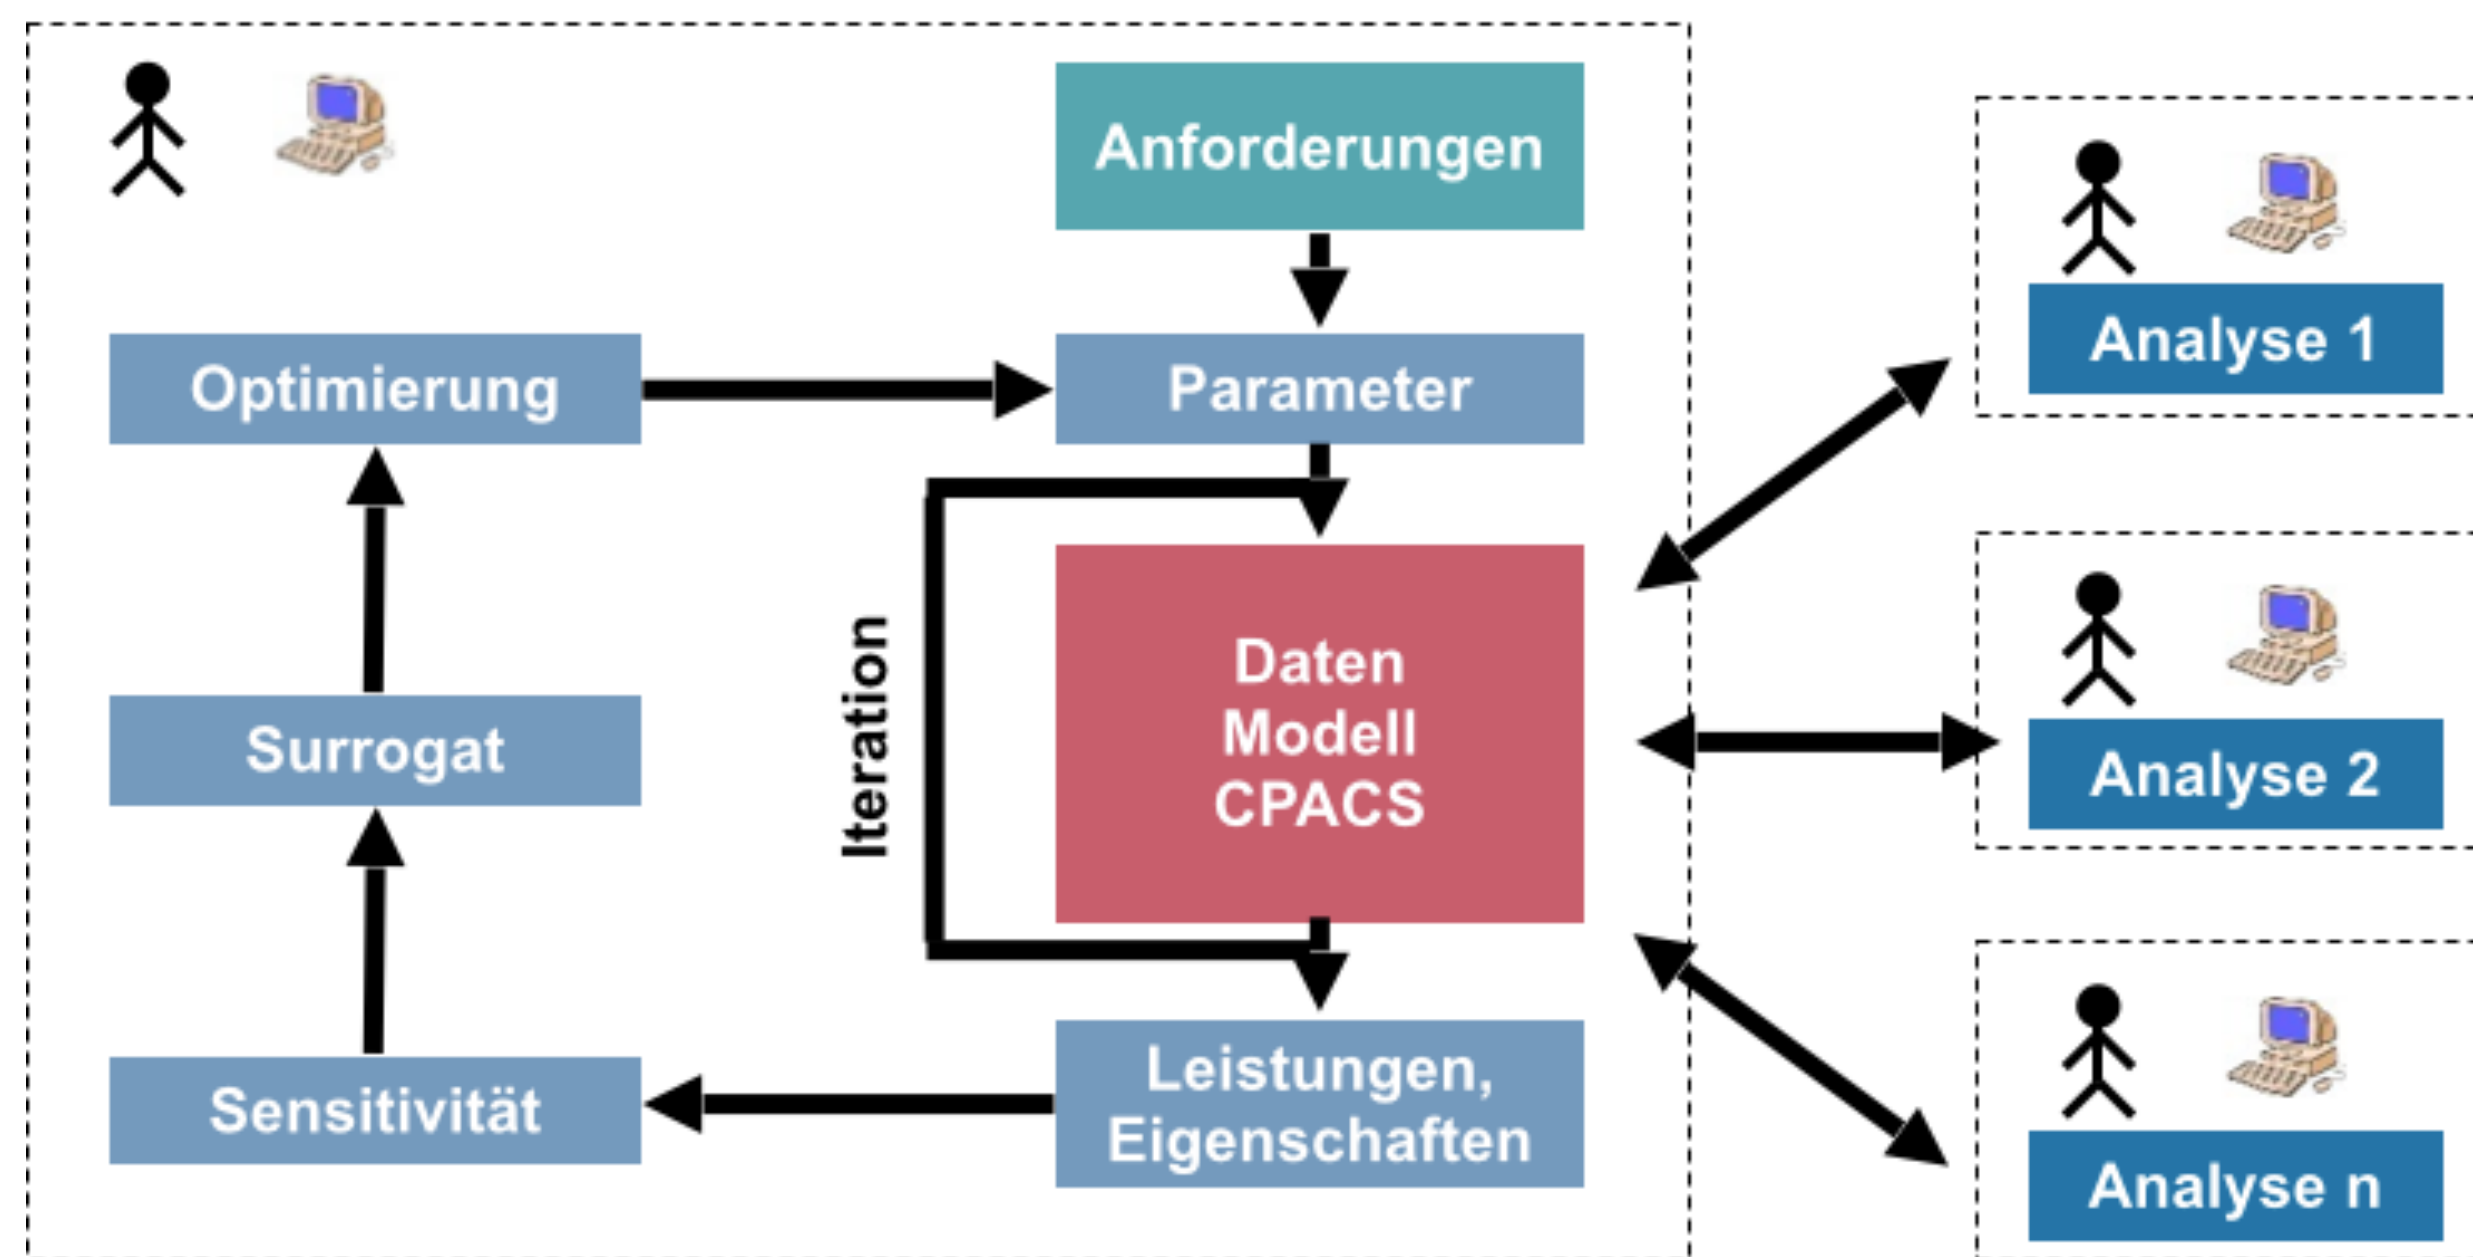 Anforderungen
Optimierung
Parameter
Iteration
Daten
Modell
CPACS
Surrogat
Sensitivität
Leistungen,
Eigenschaften
Analyse 1
Analyse 2
Analyse n